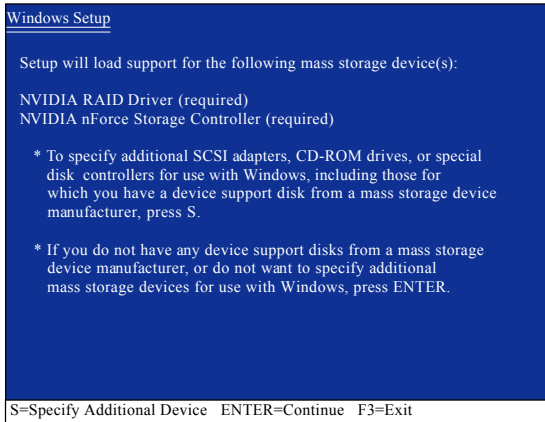 Windows Setup
Setup will load support for the following mass storage device(s):
NVIDIA RAID Driver (required)
NVIDIA nForce Storage Controller (required)
* To specify additional SCSI adapters, CD-ROM drives, or special
disk controllers for use with Windows, including those for
which you have a device support disk from a mass storage device
manufacturer, press S.
* If you do not have any device support disks from a mass storage
device manufacturer, or do not want to specify additional
mass storage devices for use with Windows, press ENTER.
S=Specify Additional Device ENTER=Continue F3=Exit